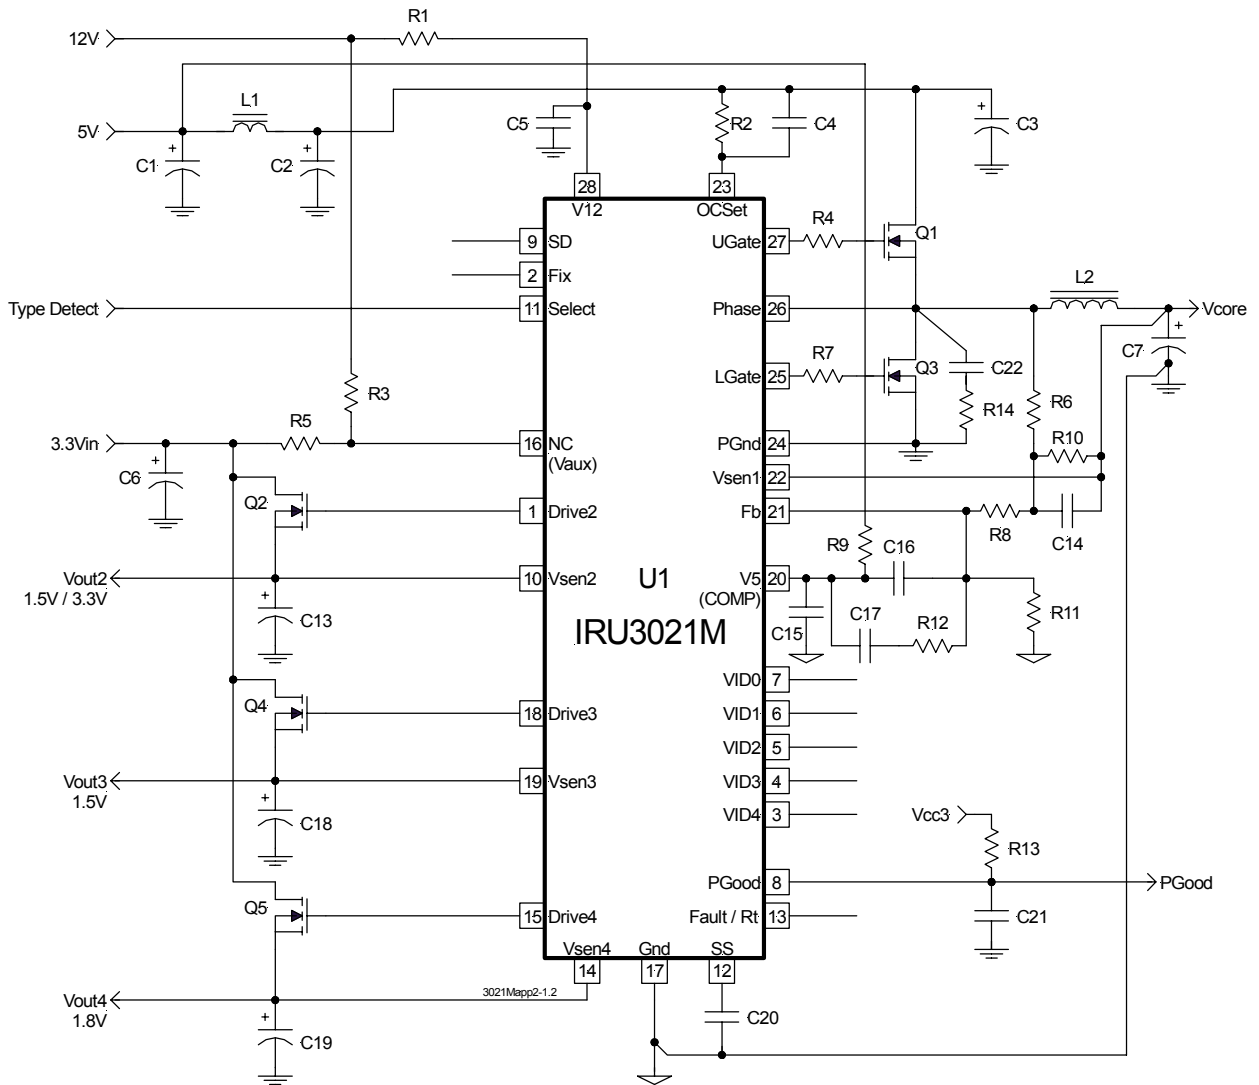 R1
12V
L1
5V
C1
C2
C5
R2
C4
C3
28
V12
23
OCSet
9 SD
2 Fix
Type Detect
11 Select
UGate 27
R4
Q1
Phase 26
L2
Vcore
C7
LGate 25
R7
Q3
C22
R14
R6
R3
R5
3.3Vin
16 NC
(Vaux)
C6
PGnd 24
R10
Vsen1 22
Q2
1 Drive2
Fb 21
R8
C14
R9
C16
Vout2
1.5V / 3.3V
10 Vsen2
C13
U1
IRU3021M
V5 20
(COMP)
C15
C17
R12
R11
Q4
18 Drive3
VID0 7
VID1 6
VID2 5
VID3 4
VID4 3
Vout3
1.5V
19 Vsen3
C18
Vcc3
R13
PGood 8
PGood
Q5
15 Drive4
Fault / Rt 13
C21
Vsen4
14
Gnd
17
SS
12
3021Mapp2-1.2
Vout4
1.8V
C19
C20
+
+
+
+
+
+
+
+